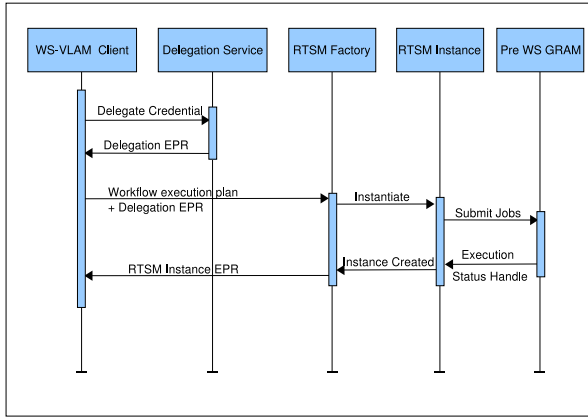 WS-VLAM Client
Delegation Service
RTSM Factory
RTSM Instance
Pre WS GRAM
Delegate Credential
Delegation EPR
Workflow execution plan
+ Delegation EPR
Instantiate
Submit Jobs
Execution
Status Handle
Instance Created
RTSM Instance EPR